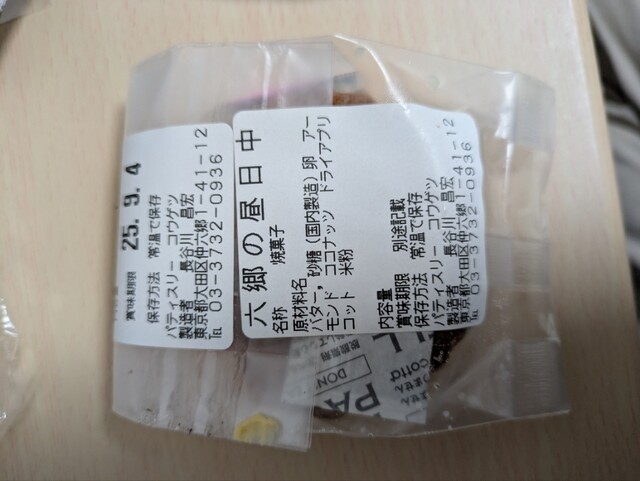 六郷の昼日中
名称　　焼菓子
原材料名
バター，砂糖（国内製造）卵　アー
モンド　ココナッツ　ドライアプリ
コット　米粉
内容量
賞味期限　別途記載
保存方法　常温で保存
パティスリー　コウゲツ
製造者　長谷川　昌宏
東京都大田区仲六郷1-41-12
TEL 03-3732-0936
賞味期限　25. 9. 4
保存方法　常温で保存
パティスリー　コウゲツ
製造者　長谷川　昌宏
東京都大田区仲六郷1-41-12
TEL 03-3732-0936
cotta
DON
PA